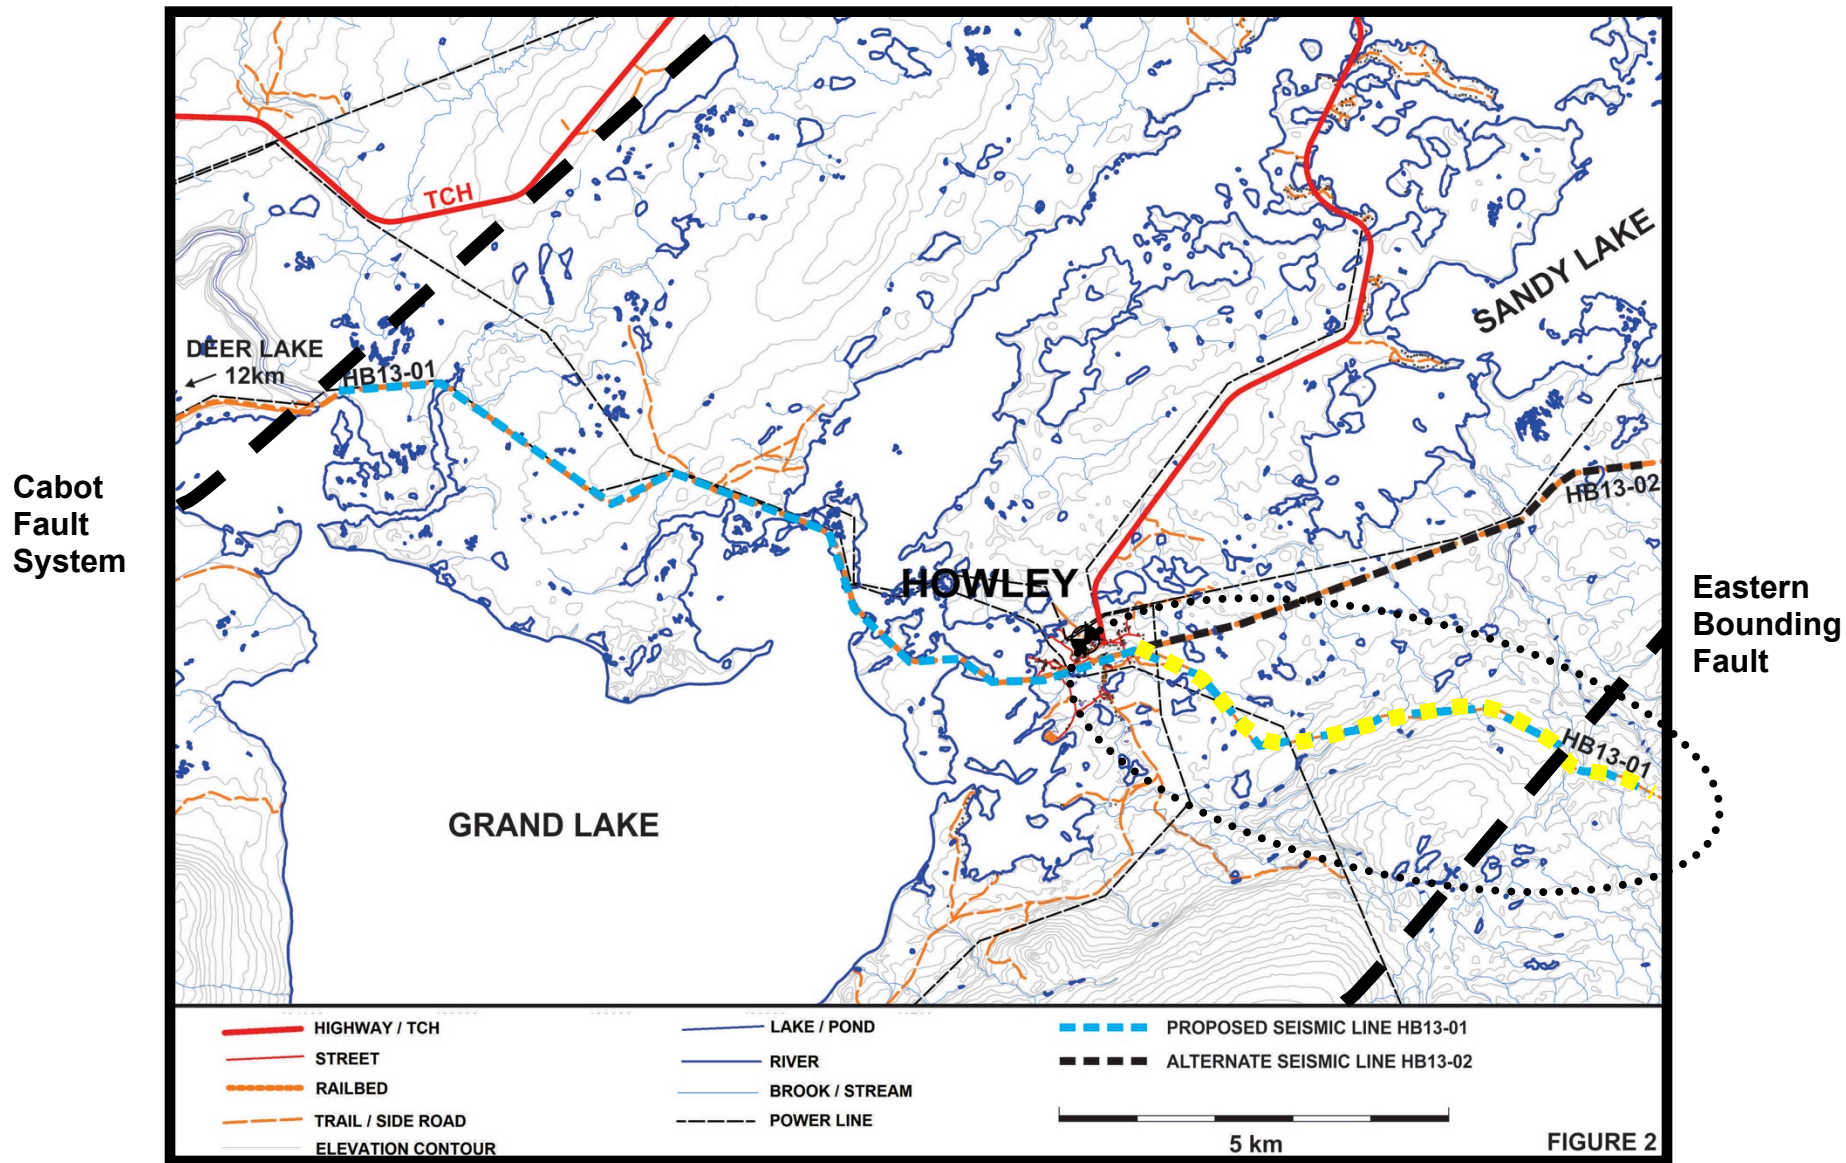 TCH
SANDY LAKE
DEER LAKE
12km
HB13-01
Cabot
Fault
System
HB13-02
HOWLEY
Eastern
Bounding
Fault
HB13-01
GRAND LAKE
HIGHWAY / TCH
STREET
RAILBED
TRAIL / SIDE ROAD
ELEVATION CONTOUR
LAKE / POND
RIVER
BROOK / STREAM
POWER LINE
PROPOSED SEISMIC LINE HB13-01
ALTERNATE SEISMIC LINE HB13-02
5 km
FIGURE 2